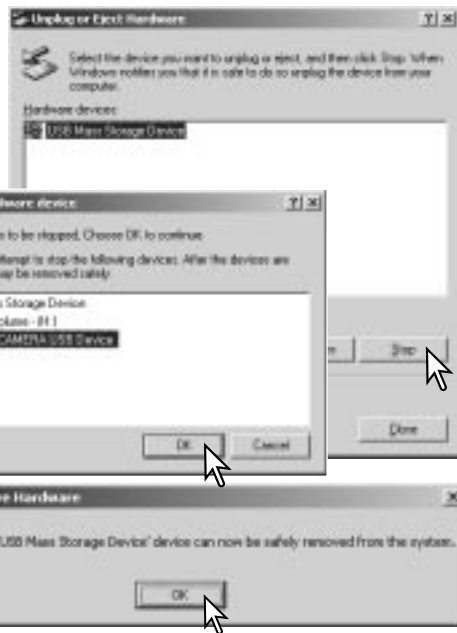 Unplug or Eject Hardware
Select the device you want to unplug or eject, and then click Stop. When
Windows notifies you that it is safe to do so unplug the device from your
computer.
Hardware devices:
USB Mass Storage Device
Stop
Close
dware device
to be stopped, Choose OK to continue.
attempt to stop the following devices. After the devices are
may be removed safely.
Storage Device
CAMERA USB Device
OK
Cancel
Hardware
USB Mass Storage Device' device can now be safely removed from the system.
OK